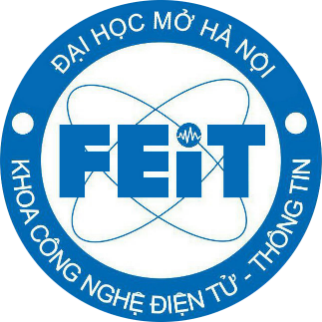 ĐẠI HỌC MỞ HÀ NỘI
FEiT
KHOA CÔNG NGHỆ ĐIỆN TỬ - THÔNG TIN